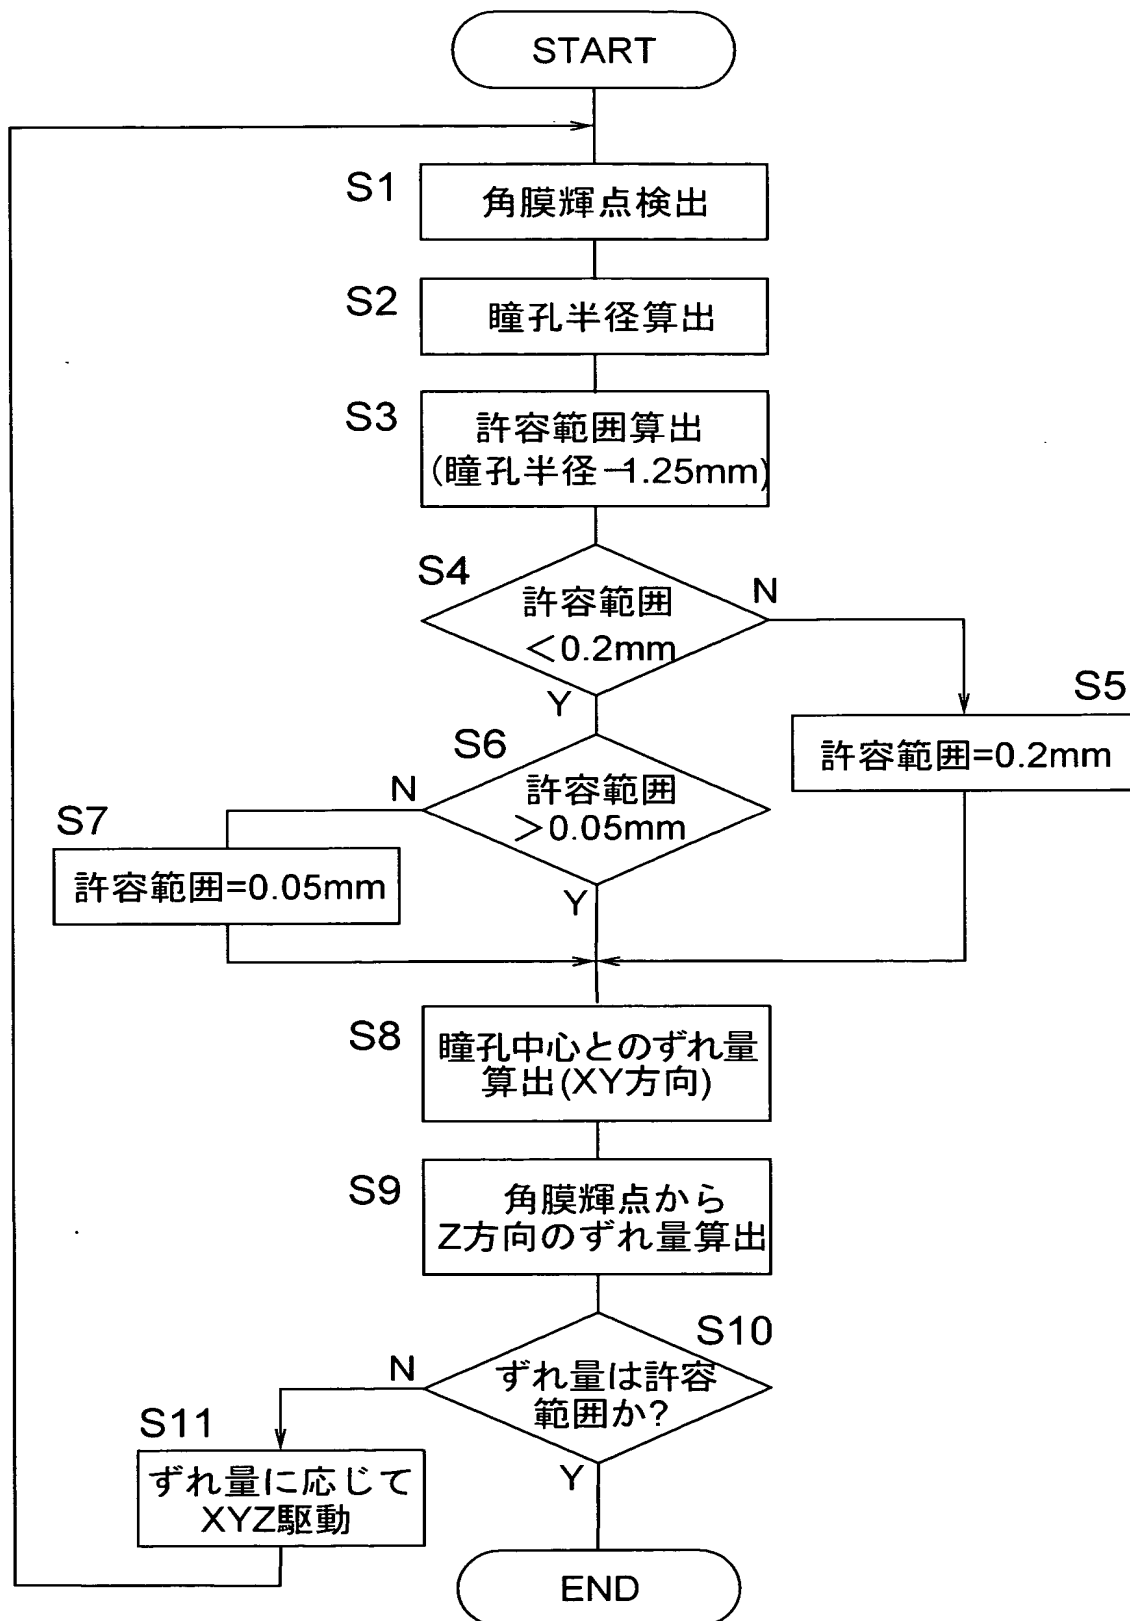 START
S1
角膜輝点検出
S2
瞳孔半径算出
S3
許容範囲算出
(瞳孔半径-1.25mm)
S4
許容範囲
<0.2mm
N
Y
S5
許容範囲=0.2mm
S6
許容範囲
>0.05mm
N
Y
S7
許容範囲=0.05mm
S8
瞳孔中心とのずれ量
算出(XY方向)
S9
角膜輝点から
Z方向のずれ量算出
S10
ずれ量は許容
範囲か?
N
Y
S11
ずれ量に応じて
XYZ駆動
END